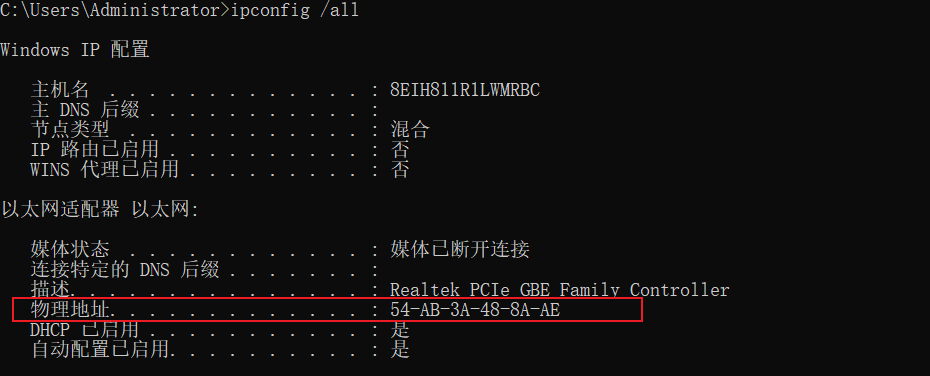 C:\Users\Administrator>ipconfig /all
Windows IP 配置
主机名 . . . . . . . . . . . . . : 8EIH811R1LWMRBC
主 DNS 后缀 . . . . . . . . . . . :
节点类型 . . . . . . . . . . . . : 混合
IP 路由已启用 . . . . . . . . . . : 否
WINS 代理已启用 . . . . . . . . . : 否
以太网适配器 以太网:
媒体状态 . . . . . . . . . . . . : 媒体已断开连接
连接特定的 DNS 后缀 . . . . . . . :
描述. . . . . . . . . . . . . . . : Realtek PCIe GBE Family Controller
物理地址. . . . . . . . . . . . . : 54-AB-3A-48-8A-AE
DHCP 已启用 . . . . . . . . . . . : 是
自动配置已启用. . . . . . . . . . : 是